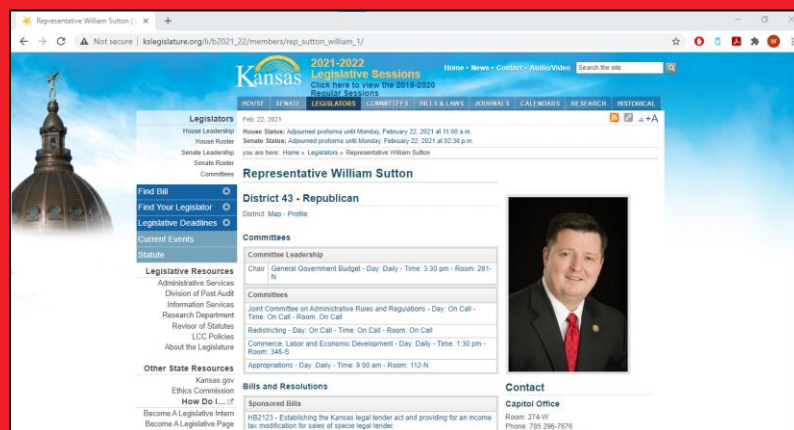 Representative William Sutton |
Not secure | kslegislature.org/li/b2021_22/members/rep_sutton_william_1/
Kansas
2021-2022
Legislative Sessions
Click here to view the 2019-2020
Regular Sessions
Home • News • Contact • Audio/Video
Search the site
HOUSE SENATE LEGISLATORS COMMITTEES BILLS & LAWS JOURNALS CALENDARS RESEARCH HISTORICAL
Legislators
House Leadership
House Roster
Senate Leadership
Senate Roster
Committees
Find Bill
Find Your Legislator
Legislative Deadlines
Current Events
Statute
Legislative Resources
Administrative Services
Division of Post Audit
Information Services
Research Department
Revisor of Statutes
LCC Policies
About the Legislature
Other State Resources
Kansas.gov
Ethics Commission
How Do I...
Become A Legislative Intern
Become A Legislative Page
Feb. 22, 2021
House Status: Adjourned proforma until Monday, February 22, 2021 at 11:00 a.m.
Senate Status: Adjourned proforma until Monday, February 22, 2021 at 02:30 p.m.
you are here: Home » Legislators » Representative William Sutton
Representative William Sutton
District 43 - Republican
District: Map - Profile
Committees
Committee Leadership
Chair General Government Budget - Day: Daily - Time: 3:30 pm - Room: 281-
N
Committees
Joint Committee on Administrative Rules and Regulations - Day: On Call -
Time: On Call - Room: On Call
Redistricting - Day: On Call - Time: On Call - Room: On Call
Commerce, Labor and Economic Development - Day: Daily - Time: 1:30 pm -
Room: 346-S
Appropriations - Day: Daily - Time: 9:00 am - Room: 112-N
Bills and Resolutions
Sponsored Bills
HB2123 - Establishing the Kansas legal tender act and providing for an income
tax modification for sales of specie legal tender.
+A
Contact
Capitol Office
Room: 274-W
Phone: 785 296-7676